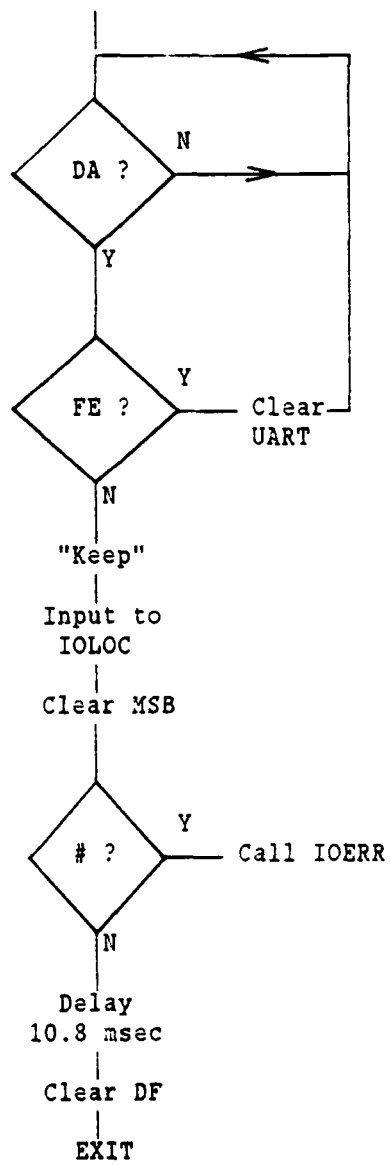 DA ?
N
Y
FE ?
Y
Clear
UART
N
"Keep"
Input to
IOLOC
Clear MSB
# ?
Y
Call IOERR
N
Delay
10.8 msec
Clear DF
EXIT